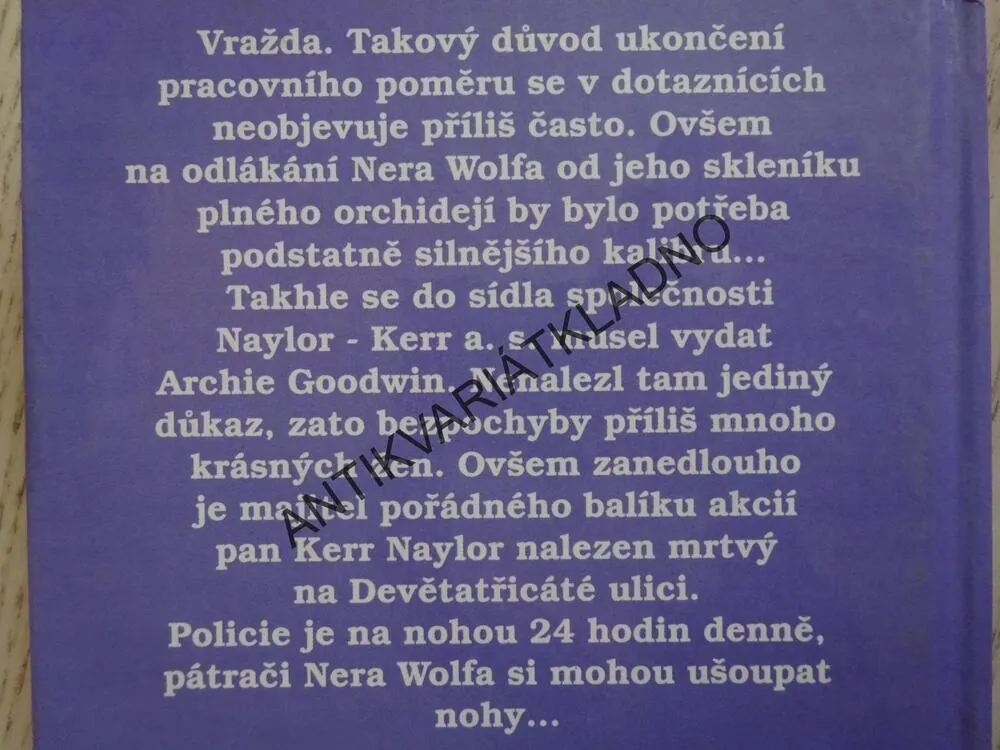 Vražda. Takový důvod ukončení
pracovního poměru se v dotaznících
neobjevuje příliš často. Ovšem
na odlákání Nera Wolfa od jeho skleníku
plného orchidejí by bylo potřeba
podstatně silnějšího kalibru...
Takhle se do sídla společnosti
Naylor - Kerr a. s. musel vydat
Archie Goodwin. Nenalezl tam jediný
důkaz, zato bezpochyby příliš mnoho
krásných žen. Ovšem zanedlouho
je majitel pořádného balíku akcií
pan Kerr Naylor nalezen mrtvý
na Devětatřicáté ulici.
Policie je na nohou 24 hodin denně,
pátrači Nera Wolfa si mohou ušoupat
nohy...
ANTIKVARIÁTKLADNO